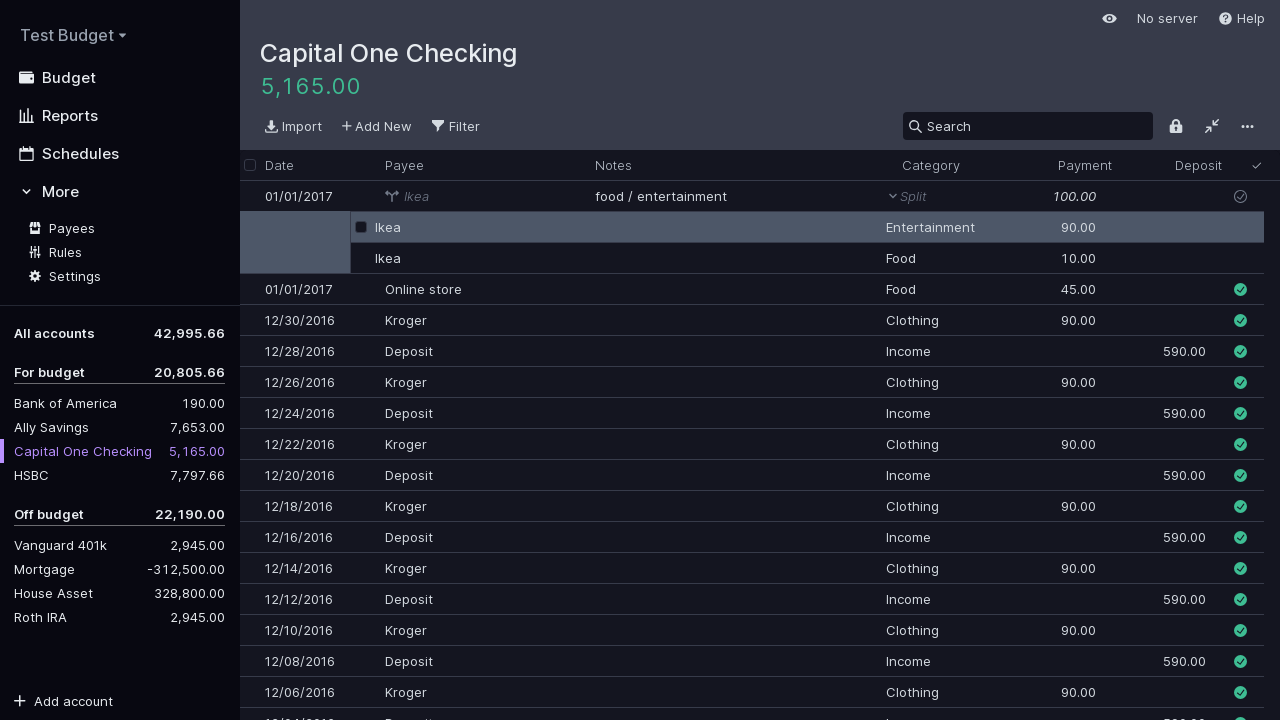 Test Budget
Budget
Reports
Schedules
More
Payees
Rules
Settings
All accounts 42,995.66
For budget 20,805.66
Bank of America 190.00
Ally Savings 7,653.00
Capital One Checking 5,165.00
HSBC 7,797.66
Off budget 22,190.00
Vanguard 401k 2,945.00
Mortgage -312,500.00
House Asset 328,800.00
Roth IRA 2,945.00
Add account
No server Help
Capital One Checking
5,165.00
Import Add New Filter Search
Date Payee Notes Category Payment Deposit
01/01/2017 Ikea food / entertainment Split 100.00
Ikea Entertainment 90.00
Ikea Food 10.00
01/01/2017 Online store Food 45.00
12/30/2016 Kroger Clothing 90.00
12/28/2016 Deposit Income 590.00
12/26/2016 Kroger Clothing 90.00
12/24/2016 Deposit Income 590.00
12/22/2016 Kroger Clothing 90.00
12/20/2016 Deposit Income 590.00
12/18/2016 Kroger Clothing 90.00
12/16/2016 Deposit Income 590.00
12/14/2016 Kroger Clothing 90.00
12/12/2016 Deposit Income 590.00
12/10/2016 Kroger Clothing 90.00
12/08/2016 Deposit Income 590.00
12/06/2016 Kroger Clothing 90.00